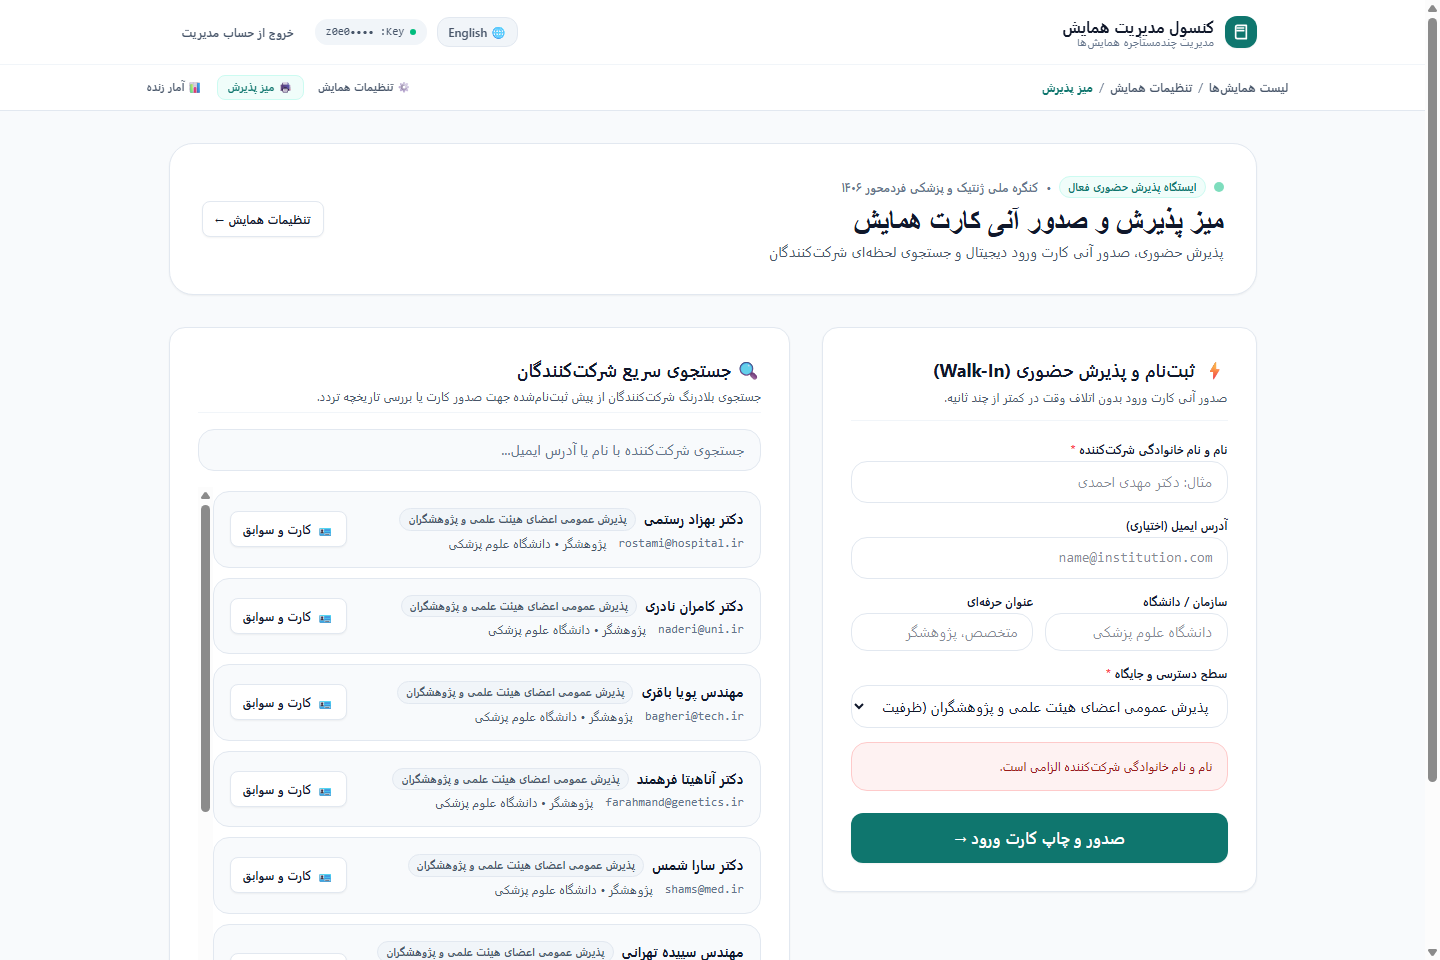 کنسول مدیریت همایش
مدیریت چندمستأجره همایش‌ها
English
Key: ••••z0e0
خروج از حساب مدیریت
لیست همایش‌ها / تنظیمات همایش / میز پذیرش
تنظیمات همایش
میز پذیرش
آمار زنده
ایستگاه پذیرش حضوری فعال • کنگره ملی ژنتیک و پزشکی فردمحور ۱۴۰۶
میز پذیرش و صدور آنی کارت همایش
پذیرش حضوری، صدور آنی کارت ورود دیجیتال و جستجوی لحظه‌ای شرکت‌کنندگان
تنظیمات همایش ←
ثبت‌نام و پذیرش حضوری (Walk-In)
صدور آنی کارت ورود بدون اتلاف وقت در کمتر از چند ثانیه.
نام و نام خانوادگی شرکت‌کننده *
مثال: دکتر مهدی احمدی
آدرس ایمیل (اختیاری)
name@institution.com
سازمان / دانشگاه
دانشگاه علوم پزشکی
عنوان حرفه‌ای
متخصص، پژوهشگر
سطح دسترسی و جایگاه *
پذیرش عمومی اعضای هیئت علمی و پژوهشگران (ظرفیت
نام و نام خانوادگی شرکت‌کننده الزامی است.
صدور و چاپ کارت ورود →
جستجوی سریع شرکت‌کنندگان
جستجوی بلادرنگ شرکت‌کنندگان از پیش ثبت‌نام‌شده جهت صدور کارت یا بررسی تاریخچه تردد.
جستجوی شرکت‌کننده با نام یا آدرس ایمیل...
دکتر بهزاد رستمی پذیرش عمومی اعضای هیئت علمی و پژوهشگران
rostami@hospital.ir پژوهشگر • دانشگاه علوم پزشکی
کارت و سوابق
دکتر کامران نادری پذیرش عمومی اعضای هیئت علمی و پژوهشگران
naderi@uni.ir پژوهشگر • دانشگاه علوم پزشکی
کارت و سوابق
مهندس پویا باقری پذیرش عمومی اعضای هیئت علمی و پژوهشگران
bagheri@tech.ir پژوهشگر • دانشگاه علوم پزشکی
کارت و سوابق
دکتر آناهیتا فرهمند پذیرش عمومی اعضای هیئت علمی و پژوهشگران
farahmand@genetics.ir پژوهشگر • دانشگاه علوم پزشکی
کارت و سوابق
دکتر سارا شمس پذیرش عمومی اعضای هیئت علمی و پژوهشگران
shams@med.ir پژوهشگر • دانشگاه علوم پزشکی
کارت و سوابق
مهندس سپیده تهرانی پذیرش عمومی اعضای هیئت علمی و پژوهشگران